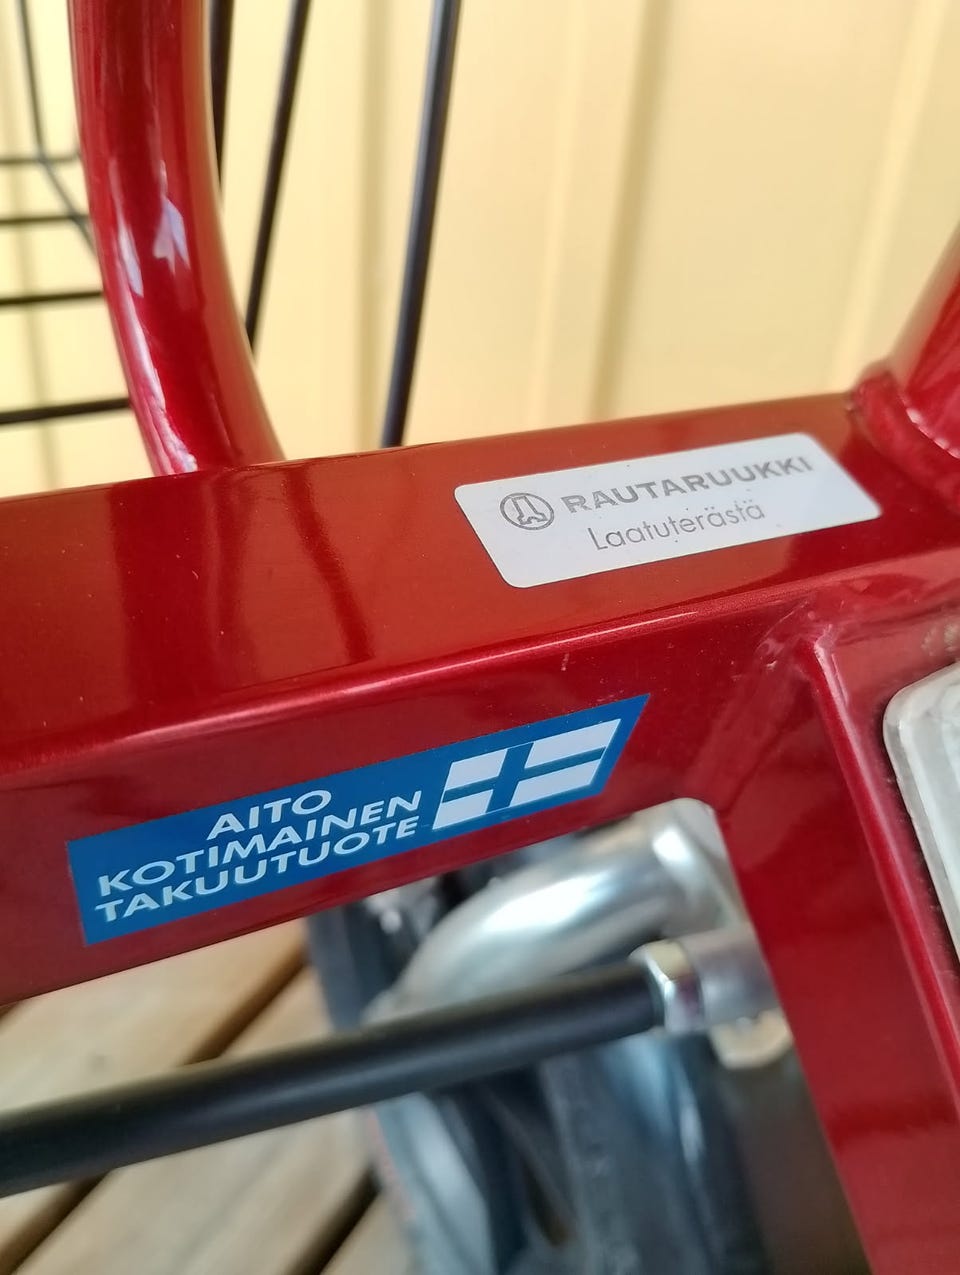 RAUTARUUKKI
Laatuterästä
AITO
KOTIMAINEN
TAKUUTUOTE